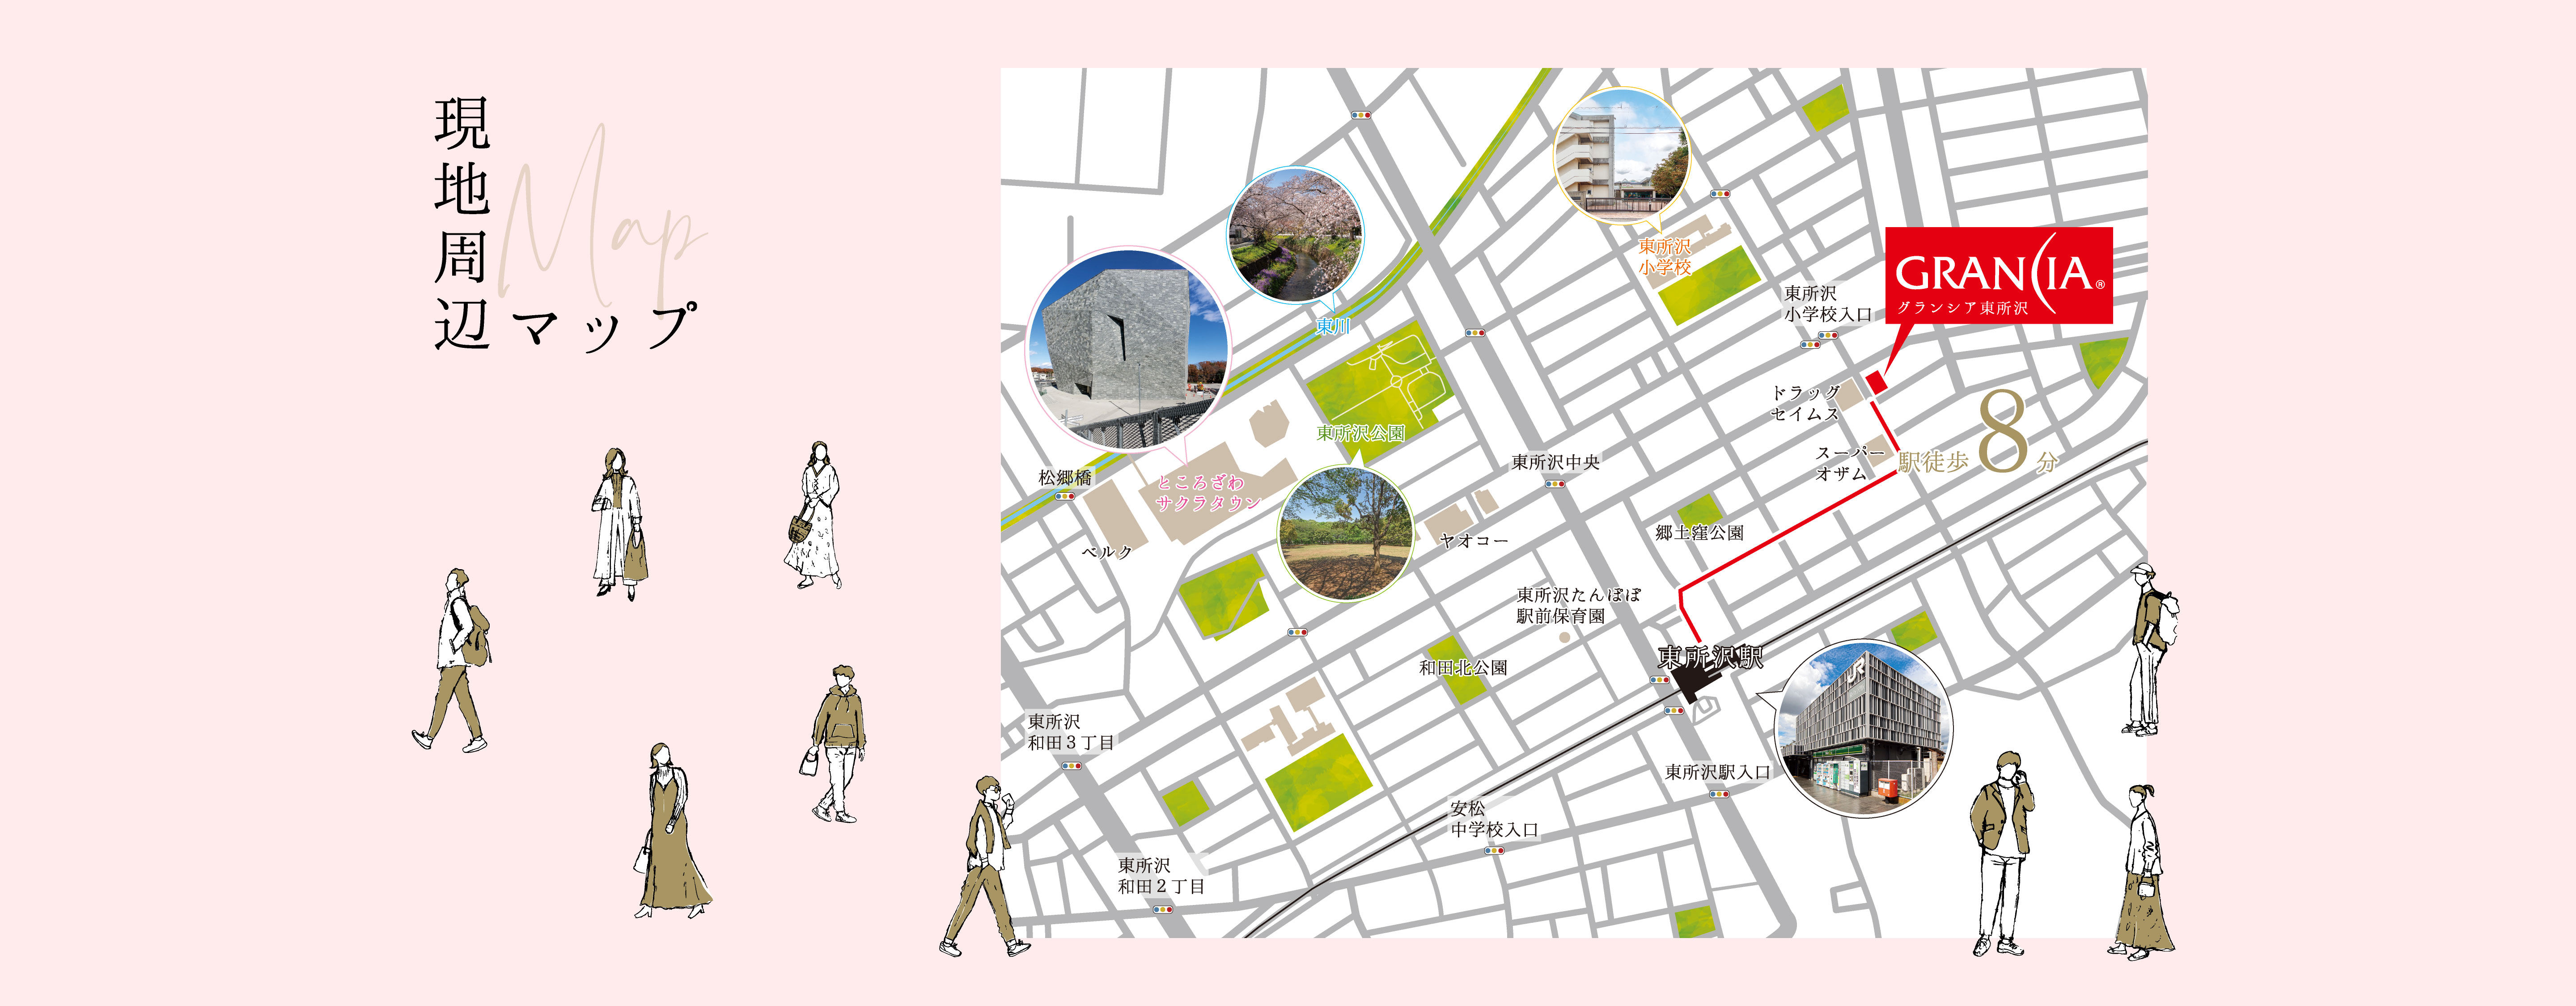 現地周辺
マップ
Map
東所沢
小学校
東川
東所沢
小学校入口
GRANCIA®
グランシア東所沢
ドラッグ
セイムス
スーパー
オザム
駅徒歩8分
東所沢公園
松郷橋
ところざわ
サクラタウン
東所沢中央
ベルク
ヤオコー
郷土窪公園
東所沢たんぽぽ
駅前保育園
和田北公園
東所沢駅
JR
東所沢
和田3丁目
東所沢駅入口
安松
中学校入口
東所沢
和田2丁目